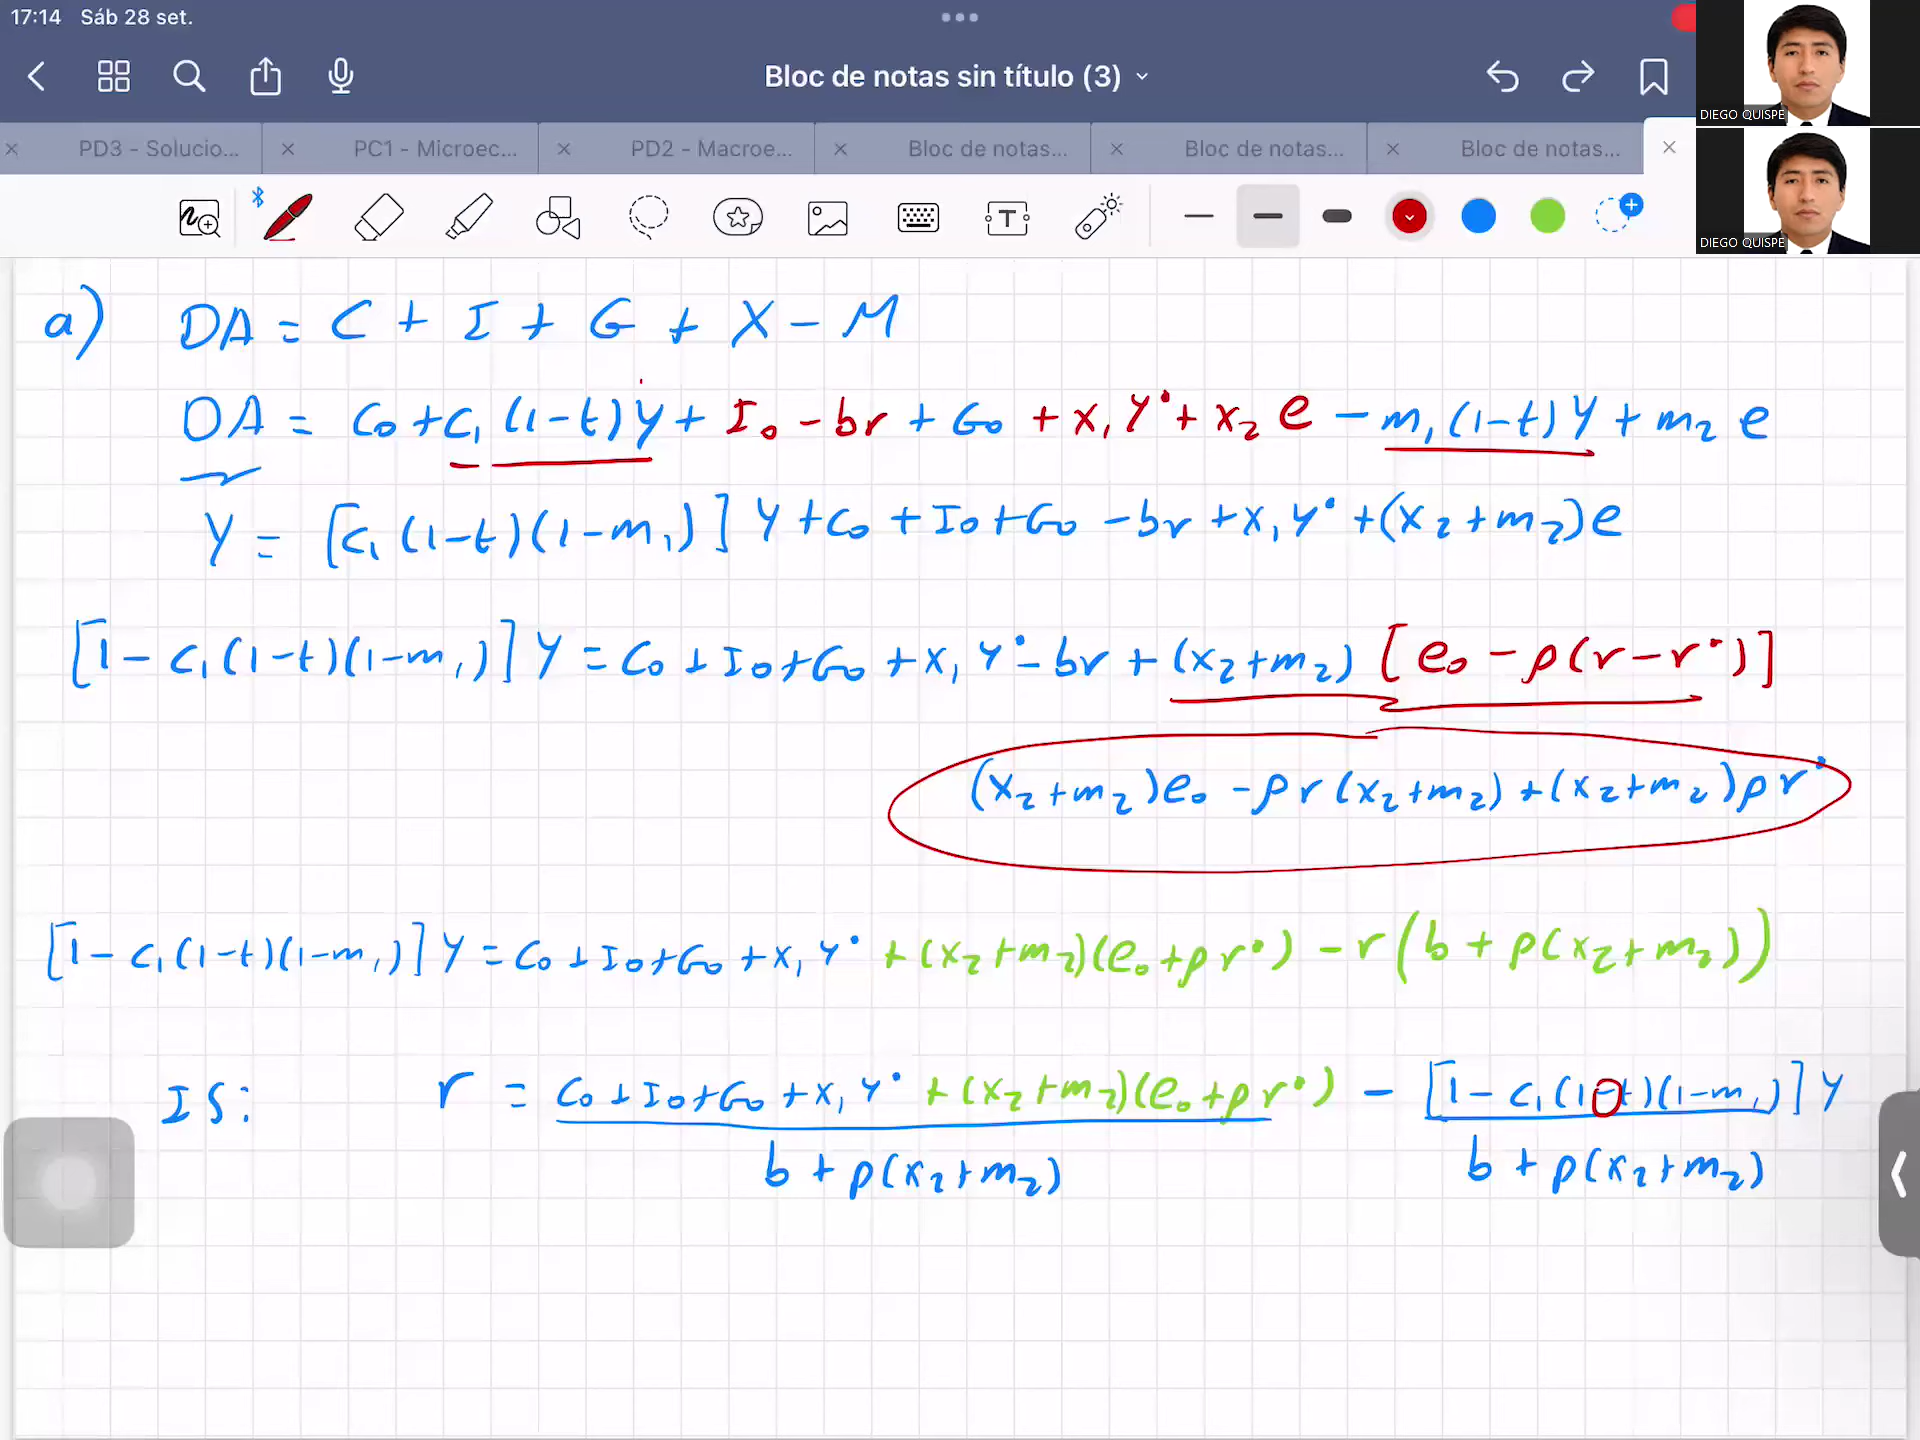 17:14 Sáb 28 set.
Bloc de notas sin título (3)
DIEGO QUISPE
PD3 - Solucio... PC1 - Microec... PD2 - Macroe... Bloc de notas... Bloc de notas... Bloc de notas...
T
DIEGO QUISPE
a) DA = C + I + G + X - M
DA = C₀ + C₁ (1-t) Y + I₀ - br + G₀ + x₁ Y* + x₂ e - m₁ (1-t) Y + m₂ e
Y = [C₁ (1-t)(1-m₁)] Y + C₀ + I₀ + G₀ - br + x₁ Y* + (x₂+m₂)e
[1 - C₁ (1-t)(1-m₁)] Y = C₀ + I₀ + G₀ + x₁ Y* - br + (x₂+m₂) [e₀ - ρ(r-r*)]
(x₂+m₂)e₀ - ρr(x₂+m₂) + (x₂+m₂)ρr*
[1 - C₁ (1-t)(1-m₁)] Y = C₀ + I₀ + G₀ + x₁ Y* + (x₂+m₂)(e₀+ρr*) - r(b + ρ(x₂+m₂))
IS: r = C₀ + I₀ + G₀ + x₁ Y* + (x₂+m₂)(e₀+ρr*) - [1 - C₁ (1-t)(1-m₁)] Y
b + ρ(x₂+m₂) b + ρ(x₂+m₂)